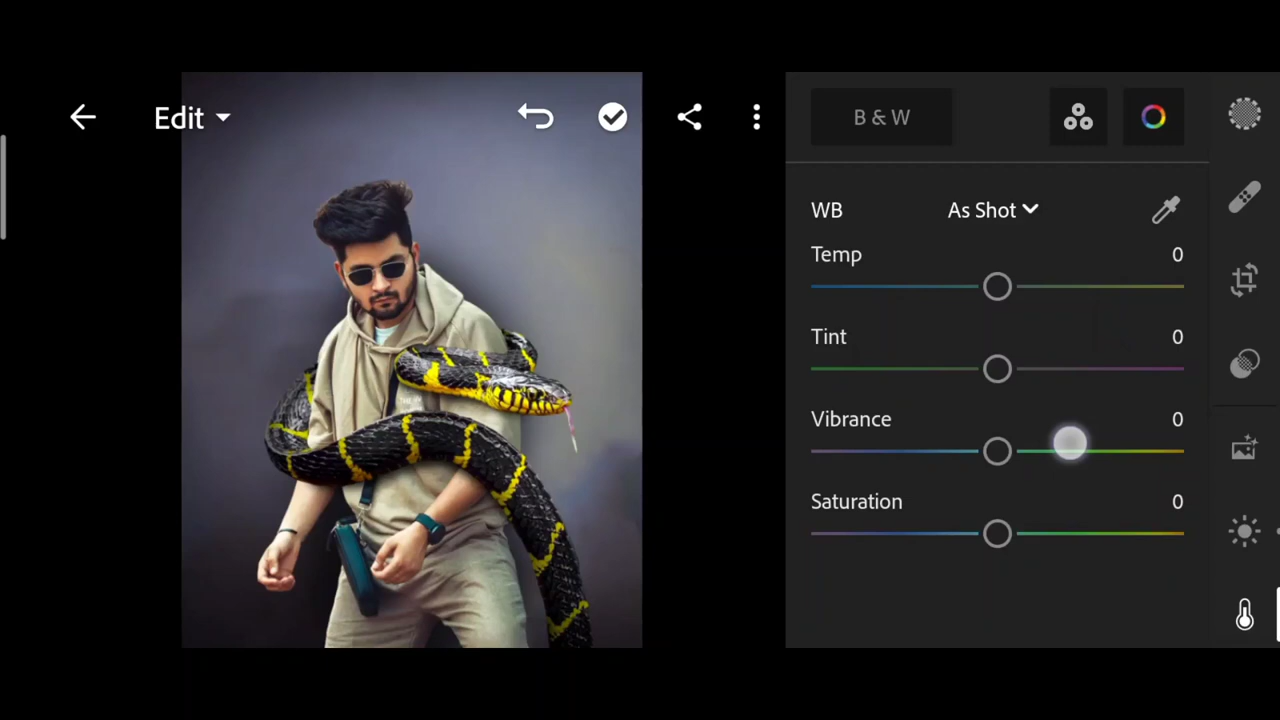 Edit
B & W
WB As Shot
Temp 0
Tint 0
Vibrance 0
Saturation 0